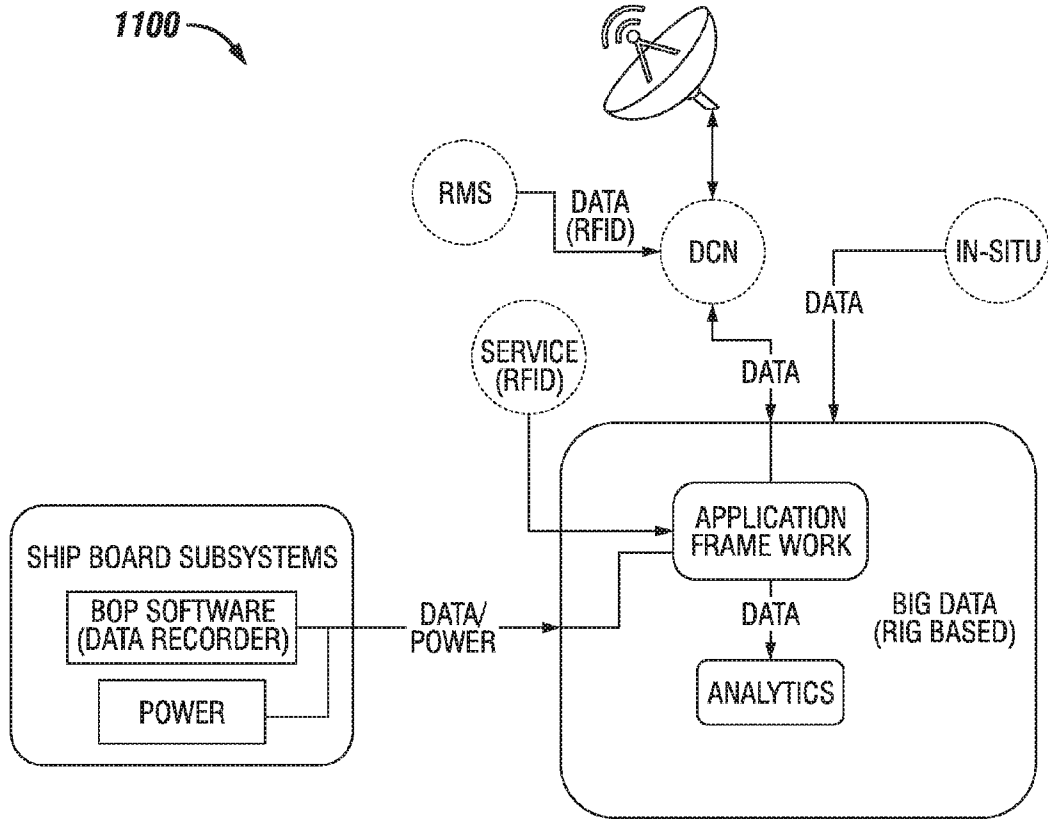 1100
RMS
DATA
(RFID)
DCN
IN-SITU
DATA
SERVICE
(RFID)
DATA
SHIP BOARD SUBSYSTEMS
BOP SOFTWARE
(DATA RECORDER)
POWER
DATA/
POWER
APPLICATION
FRAME WORK
DATA
ANALYTICS
BIG DATA
(RIG BASED)